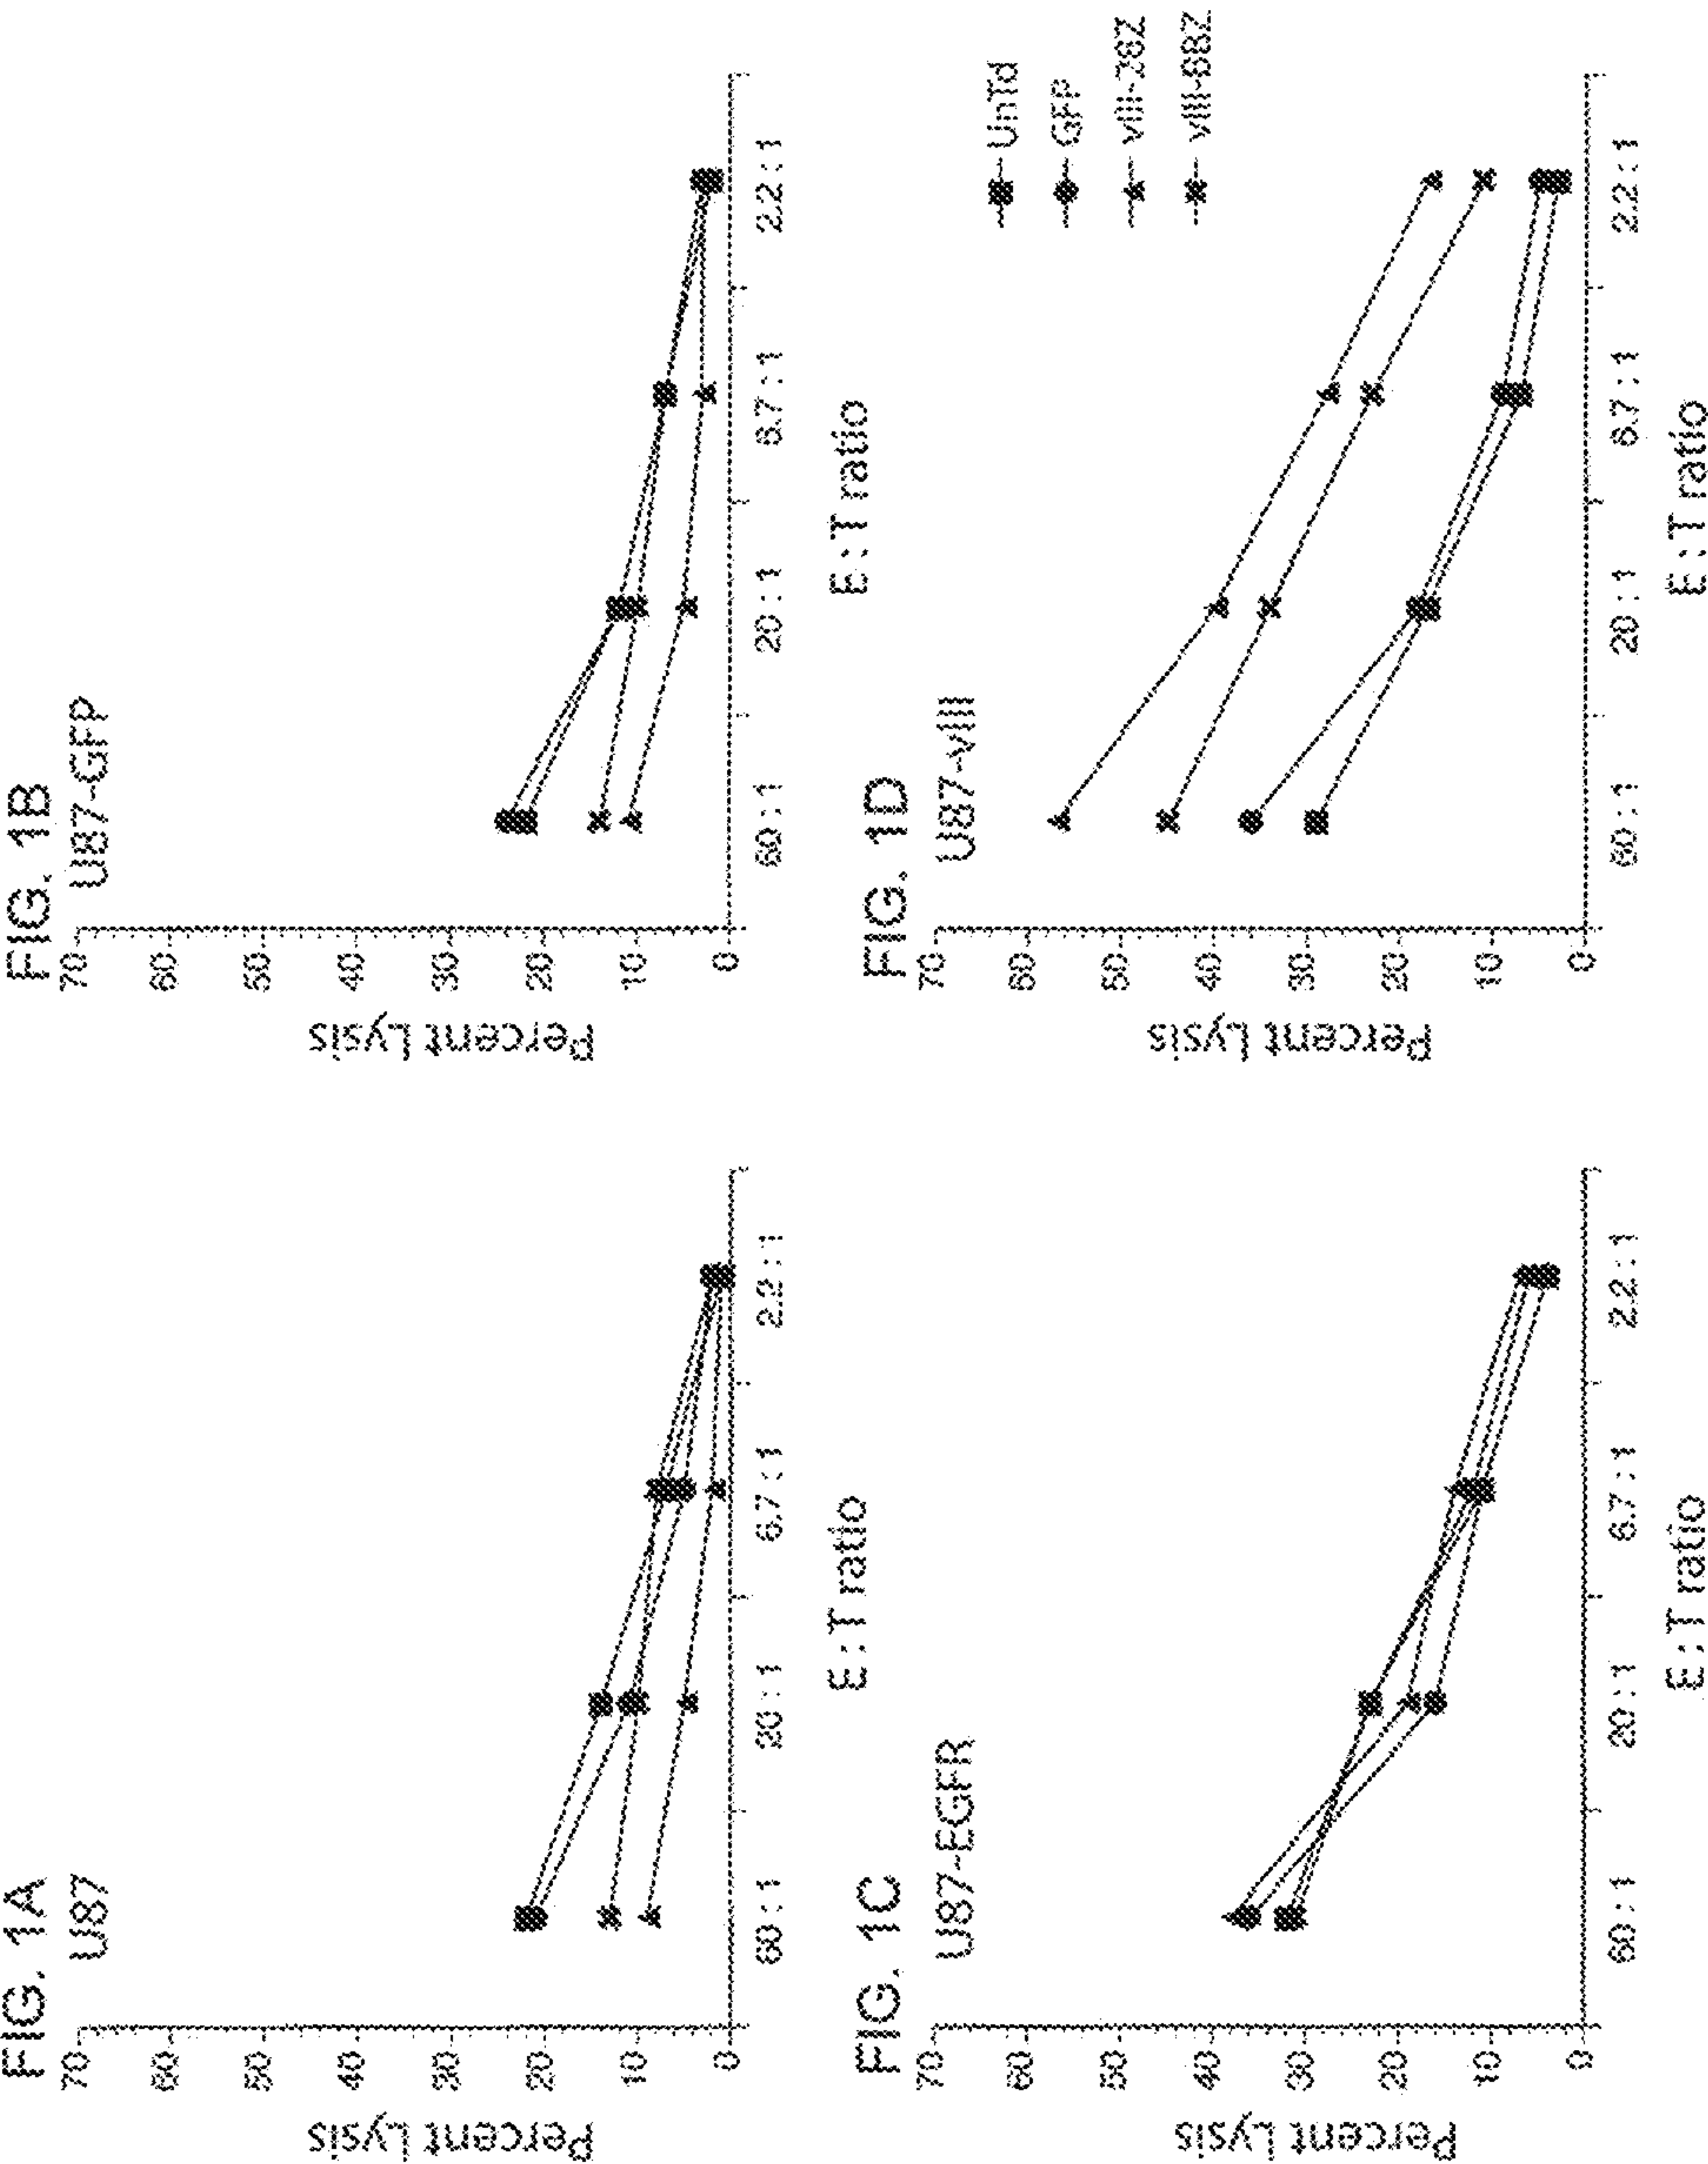 FIG. 1A
U87
Percent Lysis
70
60
50
40
30
20
10
0
60:1
20:1
6.7:1
2.2:1
E:T ratio
FIG. 1B
U87-GFP
Percent Lysis
70
60
50
40
30
20
10
0
60:1
20:1
6.7:1
2.2:1
E:T ratio
FIG. 1C
U87-EGFR
Percent Lysis
70
60
50
40
30
20
10
0
60:1
20:1
6.7:1
2.2:1
E:T ratio
FIG. 1D
U87-vIII
Percent Lysis
70
60
50
40
30
20
10
0
60:1
20:1
6.7:1
2.2:1
E:T ratio
UnTd
GFP
vIII-28Z
vIII-BBZ